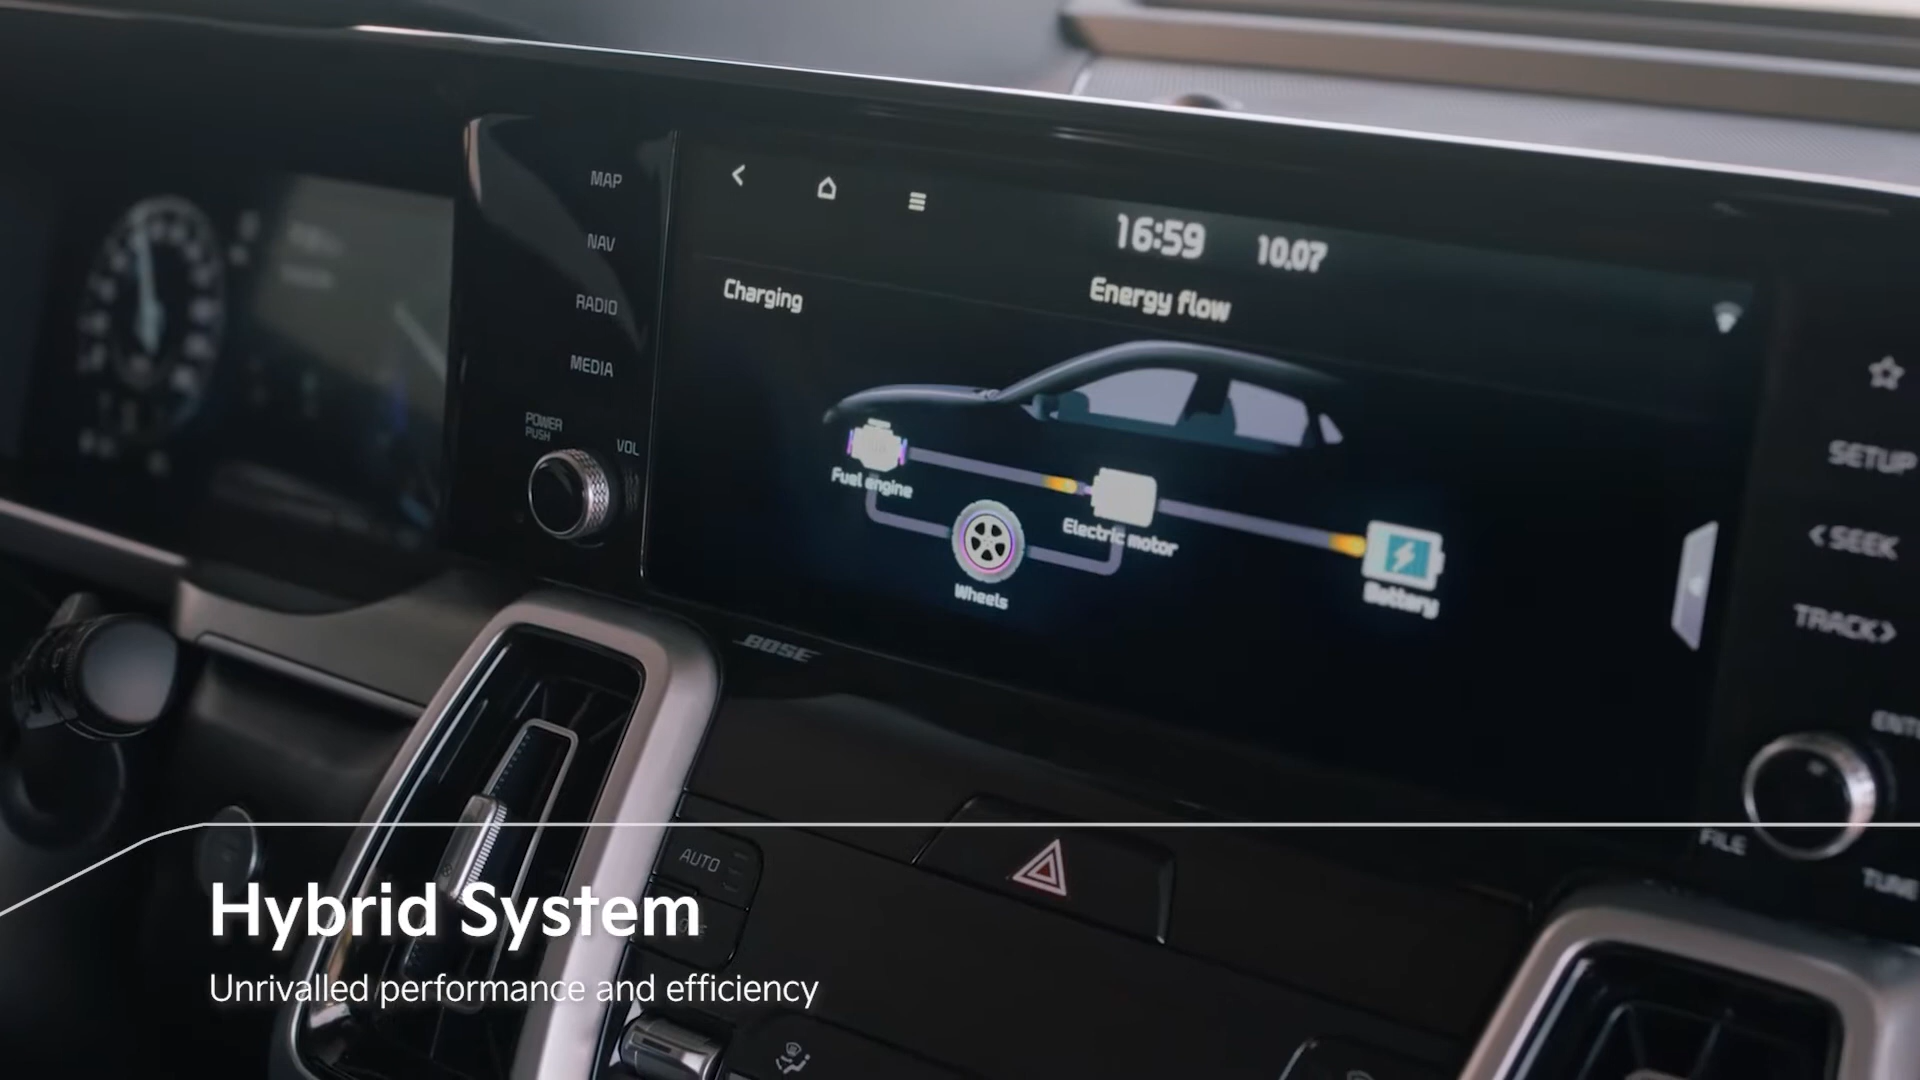 MAP
NAV
RADIO
MEDIA
POWER
PUSH
VOL
16:59 10.07
Charging
Energy flow
Fuel engine
Electric motor
Wheels
Battery
BOSE
SETUP
< SEEK
TRACK >
FILE
TUNE
AUTO
Hybrid System
Unrivalled performance and efficiency